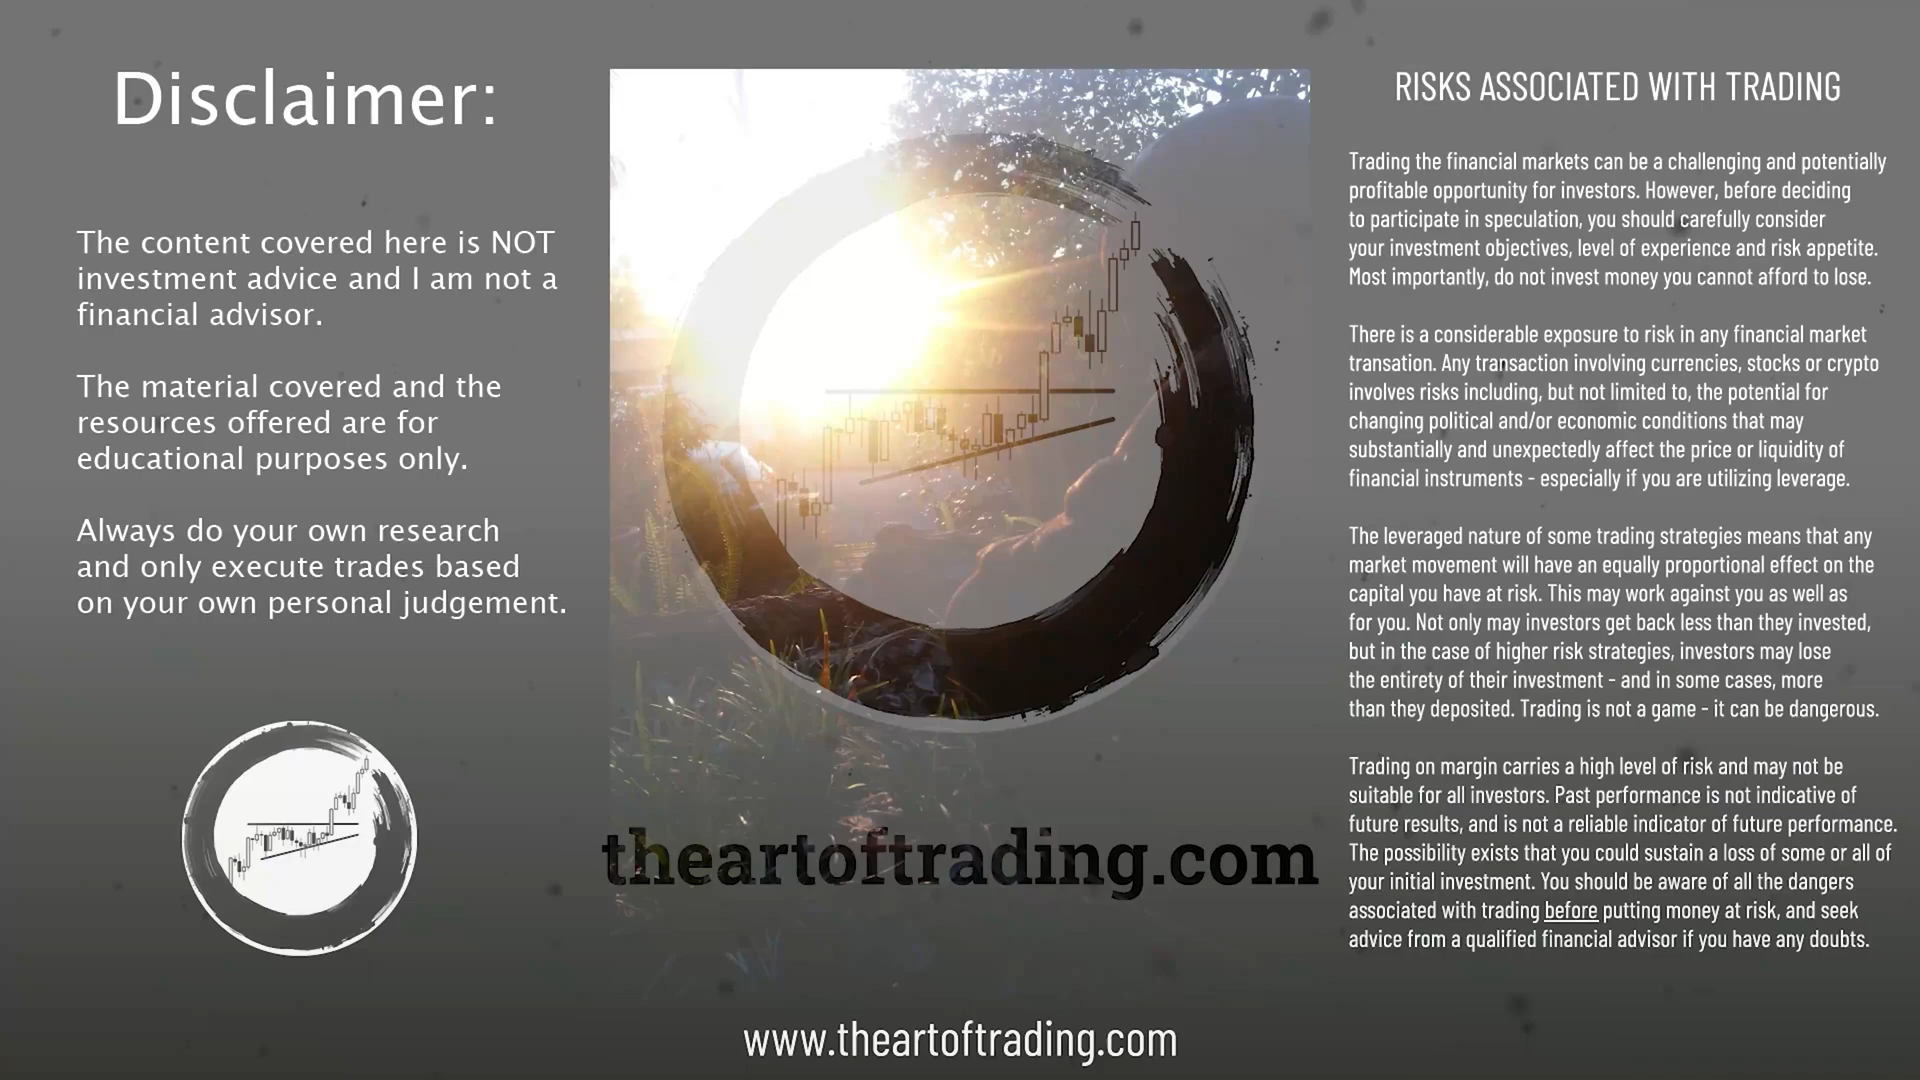 Disclaimer:
The content covered here is NOT
investment advice and I am not a
financial advisor.
The material covered and the
resources offered are for
educational purposes only.
Always do your own research
and only execute trades based
on your own personal judgement.
theartoftrading.com
www.theartoftrading.com
RISKS ASSOCIATED WITH TRADING
Trading the financial markets can be a challenging and potentially
profitable opportunity for investors. However, before deciding
to participate in speculation, you should carefully consider
your investment objectives, level of experience and risk appetite.
Most importantly, do not invest money you cannot afford to lose.
There is a considerable exposure to risk in any financial market
transation. Any transaction involving currencies, stocks or crypto
involves risks including, but not limited to, the potential for
changing political and/or economic conditions that may
substantially and unexpectedly affect the price or liquidity of
financial instruments - especially if you are utilizing leverage.
The leveraged nature of some trading strategies means that any
market movement will have an equally proportional effect on the
capital you have at risk. This may work against you as well as
for you. Not only may investors get back less than they invested,
but in the case of higher risk strategies, investors may lose
the entirety of their investment - and in some cases, more
than they deposited. Trading is not a game - it can be dangerous.
Trading on margin carries a high level of risk and may not be
suitable for all investors. Past performance is not indicative of
future results, and is not a reliable indicator of future performance.
The possibility exists that you could sustain a loss of some or all of
your initial investment. You should be aware of all the dangers
associated with trading before putting money at risk, and seek
advice from a qualified financial advisor if you have any doubts.